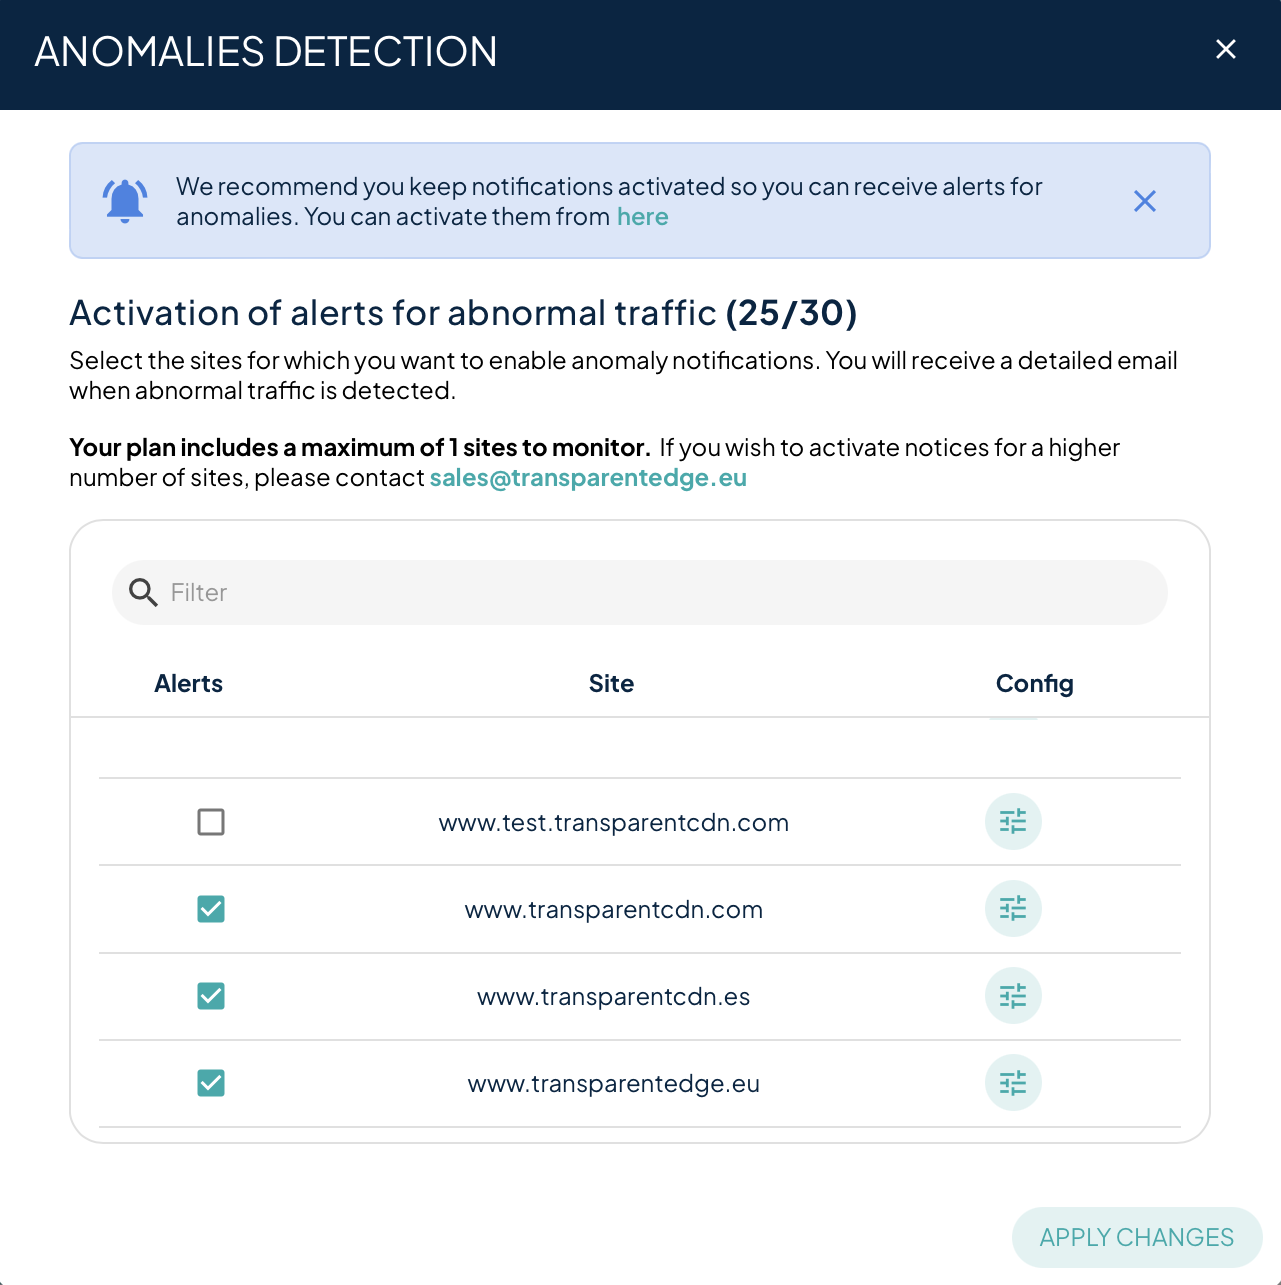 ANOMALIES DETECTION
We recommend you keep notifications activated so you can receive alerts for
anomalies. You can activate them from here
Activation of alerts for abnormal traffic (25/30)
Select the sites for which you want to enable anomaly notifications. You will receive a detailed email
when abnormal traffic is detected.
Your plan includes a maximum of 1 sites to monitor. If you wish to activate notices for a higher
number of sites, please contact sales@transparentedge.eu
Filter
Alerts Site Config
www.test.transparentcdn.com
www.transparentcdn.com
www.transparentcdn.es
www.transparentedge.eu
APPLY CHANGES